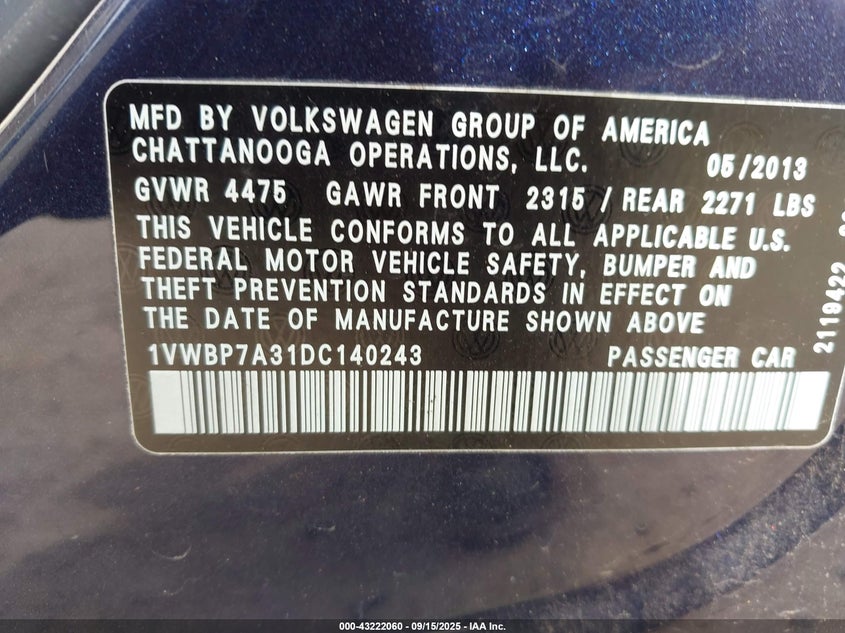 MFD BY VOLKSWAGEN GROUP OF AMERICA
CHATTANOOGA OPERATIONS, LLC. 05/2013
GVWR 4475 GAWR FRONT 2315 / REAR 2271 LBS
THIS VEHICLE CONFORMS TO ALL APPLICABLE U.S.
FEDERAL MOTOR VEHICLE SAFETY, BUMPER AND
THEFT PREVENTION STANDARDS IN EFFECT ON
THE DATE OF MANUFACTURE SHOWN ABOVE
1VWBP7A31DC140243 PASSENGER CAR
2119422
000-43222060 - 09/15/2025 - IAA Inc.